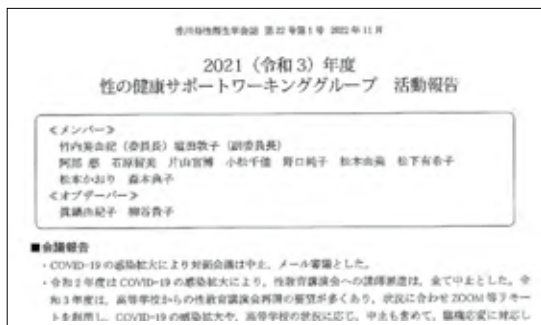 香川母性衛生学会誌 第22巻第1号 2022年11月
2021（令和3）年度
性の健康サポートワーキンググループ 活動報告
≪メンバー≫
竹内美由紀（委員長）塩田敦子（副委員長）
阿部 慈 石原留美 片山富博 小松千佳 野口純子 松本由美 松下有希子
松本かおり 森本典子
≪オブザーバー≫
眞鍋由紀子 柳谷貴子
■会議報告
・COVID-19の感染拡大により対面会議は中止、メール審議とした。
・令和2年度はCOVID-19の感染拡大により、性教育講演会への講師派遣は、全て中止とした。令
和3年度は、高等学校からの性教育講演会再開の要望が多くあり、状況に合わせZOOM等リモー
トを利用し、COVID-19の感染拡大や、高等学校の状況に応じ、中止も含めて、臨機応変に対応し